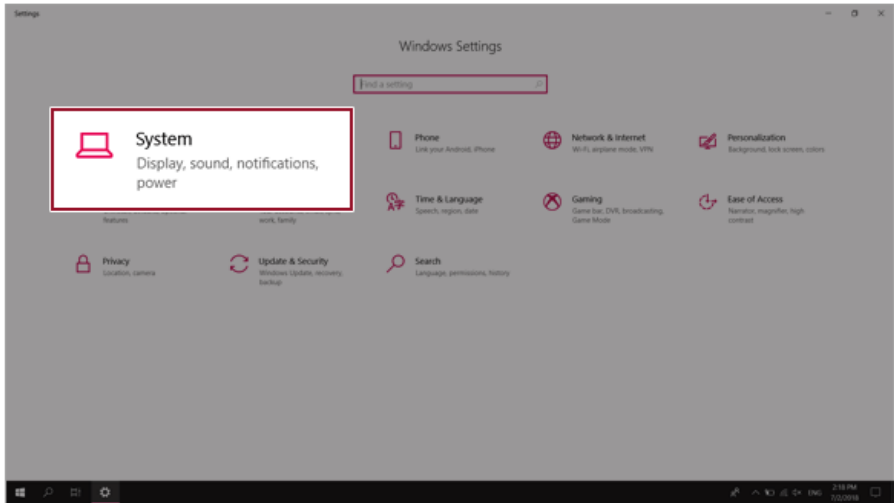 Settings
Windows Settings
Find a setting
System
Display, sound, notifications,
power
Phone
Link your Android, iPhone
Network & Internet
Wi-Fi, airplane mode, VPN
Personalization
Background, lock screen, colors
features
work, family
Time & Language
Speech, region, date
Gaming
Game bar, DVR, broadcasting,
Game Mode
Ease of Access
Narrator, magnifier, high
contrast
Privacy
Location, camera
Update & Security
Windows Update, recovery,
backup
Search
Language, permissions, history
ENG
2:18 PM
7/2/2018